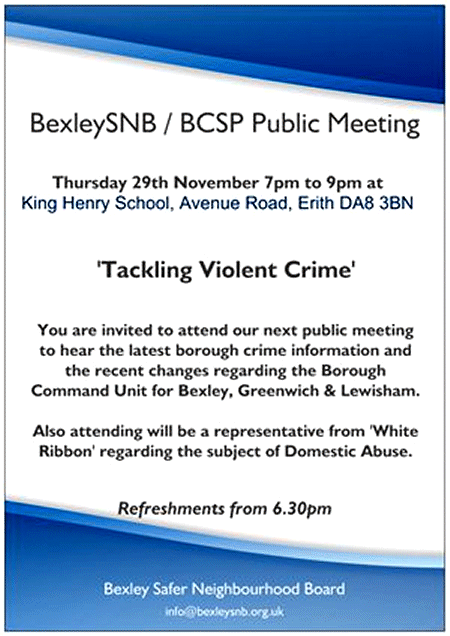 BexleySNB / BCSP Public Meeting
Thursday 29th November 7pm to 9pm at
King Henry School, Avenue Road, Erith DA8 3BN
'Tackling Violent Crime'
You are invited to attend our next public meeting
to hear the latest borough crime information and
the recent changes regarding the Borough
Command Unit for Bexley, Greenwich & Lewisham.
Also attending will be a representative from 'White
Ribbon' regarding the subject of Domestic Abuse.
Refreshments from 6.30pm
Bexley Safer Neighbourhood Board
info@bexleysnb.org.uk